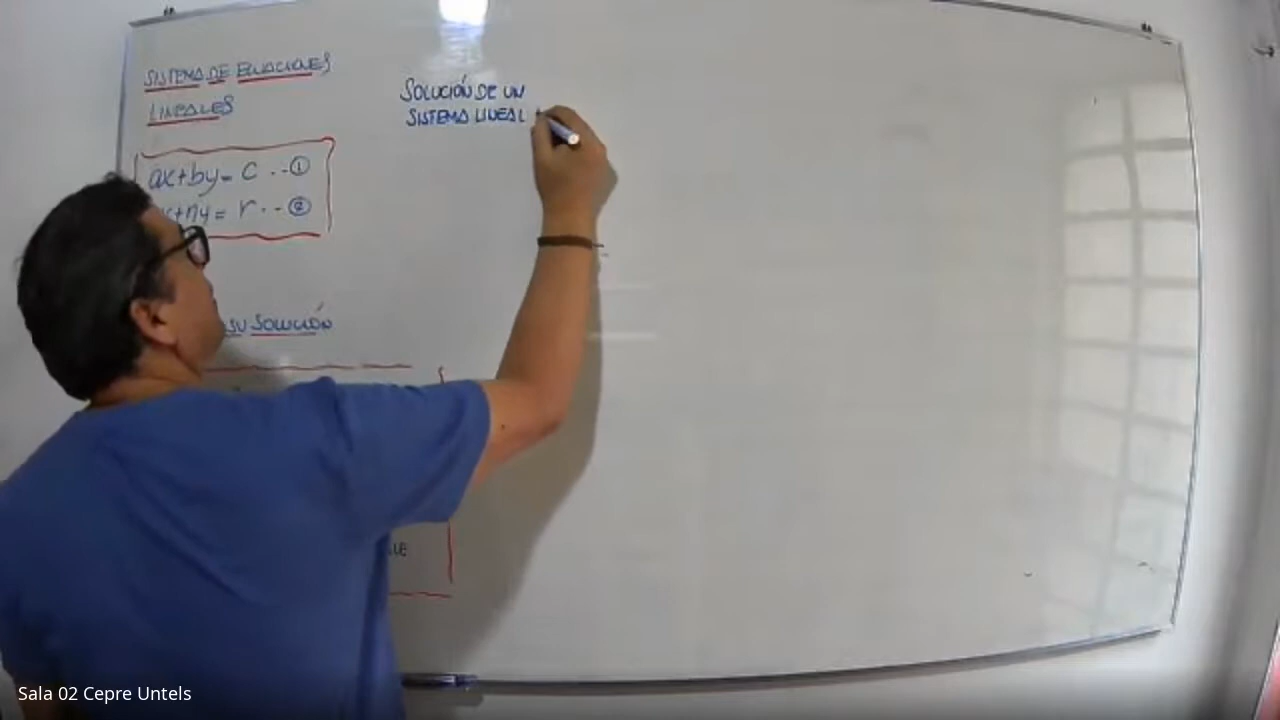 SISTEMA DE ECUACIONES
LINEALES
ax+by= C ..①
+ny= r ..②
SU SOLUCIÓN
SOLUCIÓN DE UN
SISTEMA LINEAL
Sala 02 Cepre Untels